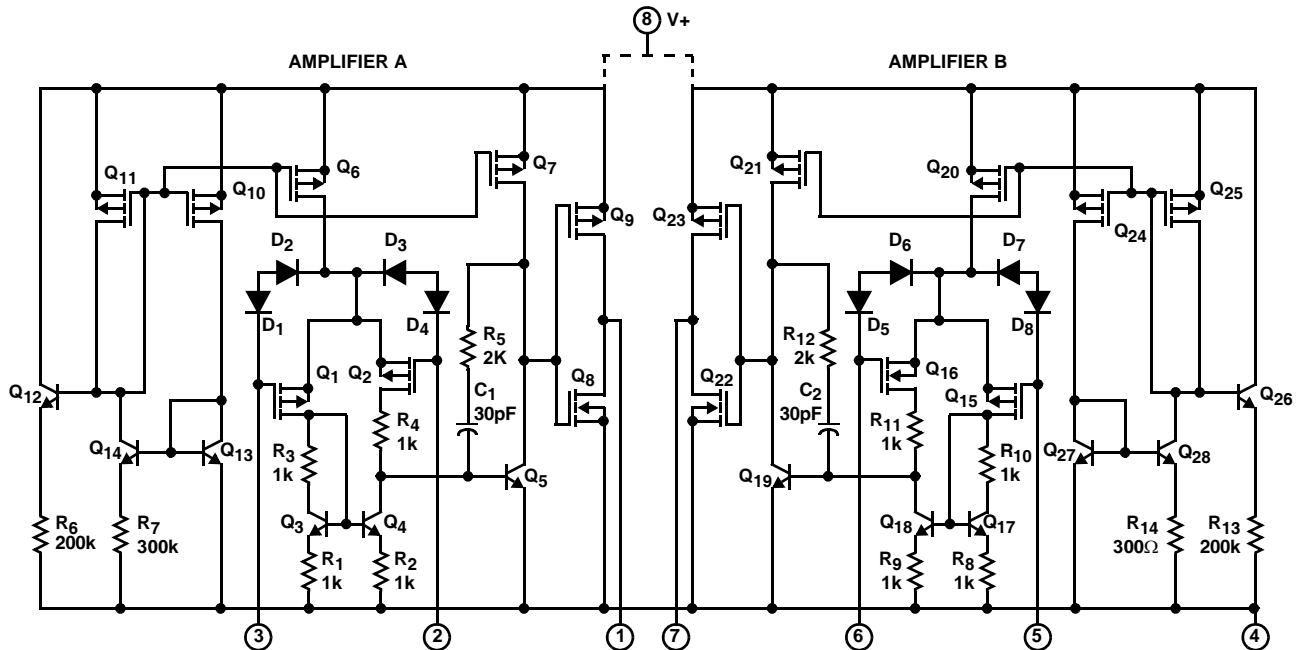 8 V+
AMPLIFIER A
AMPLIFIER B
Q11
Q10
Q6
Q7
Q9
Q23
Q21
Q20
Q24
Q25
D2
D3
D6
D7
D1
D4
D5
D8
R5
2K
R12
2k
Q12
Q1
Q2
C1
30pF
Q8
Q22
C2
30pF
Q16
Q15
Q26
Q14
Q13
R3
1k
R4
1k
Q5
Q19
R11
1k
R10
1k
Q27
Q28
Q3
Q4
Q18
Q17
R6
200k
R7
300k
R1
1k
R2
1k
R9
1k
R8
1k
R14
300Ω
R13
200k
3
2
1
7
6
5
4